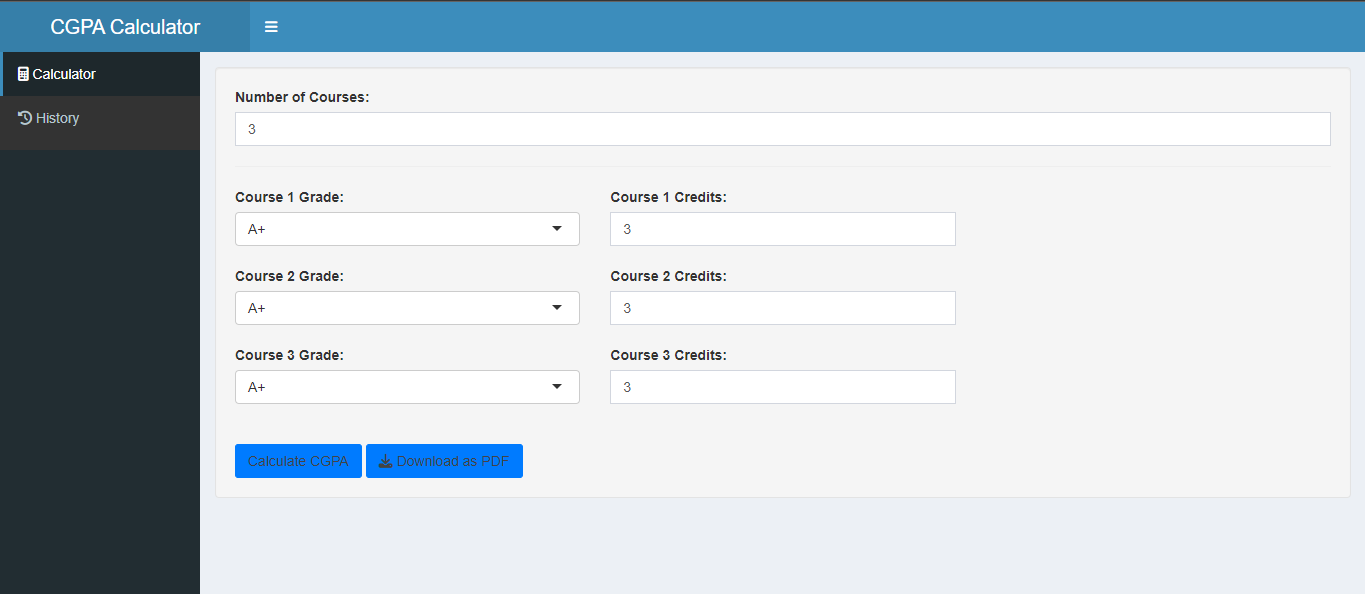 CGPA Calculator
Calculator
History
Number of Courses:
3
Course 1 Grade:
Course 1 Credits:
A+
3
Course 2 Grade:
Course 2 Credits:
A+
3
Course 3 Grade:
Course 3 Credits:
A+
3
Calculate CGPA
Download as PDF